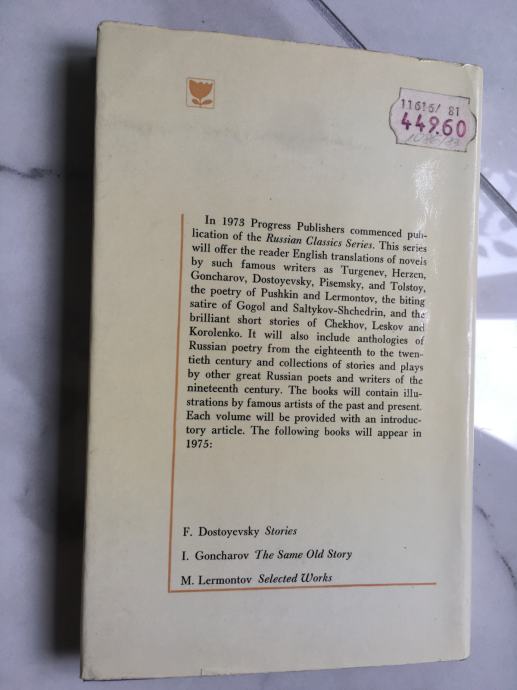 11616/ 81
449.60
In 1973 Progress Publishers commenced pub-
lication of the Russian Classics Series. This series
will offer the reader English translations of novels
by such famous writers as Turgenev, Herzen,
Goncharov, Dostoyevsky, Pisemsky, and Tolstoy,
the poetry of Pushkin and Lermontov, the biting
satire of Gogol and Saltykov-Shchedrin, and the
brilliant short stories of Chekhov, Leskov and
Korolenko. It will also include anthologies of
Russian poetry from the eighteenth to the twen-
tieth century and collections of stories and plays
by other great Russian poets and writers of the
nineteenth century. The books will contain illu-
strations by famous artists of the past and present.
Each volume will be provided with an introduc-
tory article. The following books will appear in
1975:
F. Dostoyevsky Stories
I. Goncharov The Same Old Story
M. Lermontov Selected Works